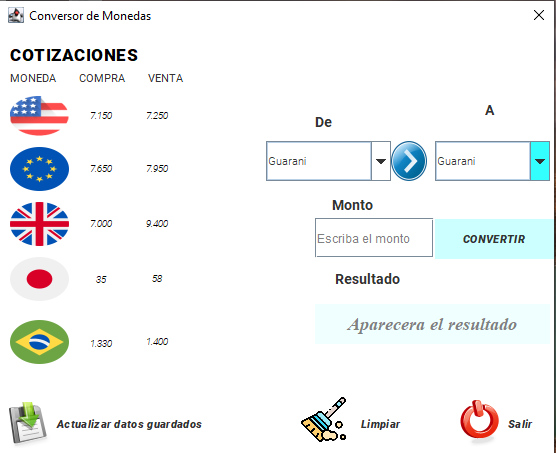 Conversor de Monedas
COTIZACIONES
MONEDA COMPRA VENTA
7.150 7.250
7.650 7.950
7.000 9.400
35 58
1.330 1.400
De
A
Guarani
Guarani
Monto
Escriba el monto
CONVERTIR
Resultado
Aparecera el resultado
Actualizar datos guardados
Limpiar
Salir